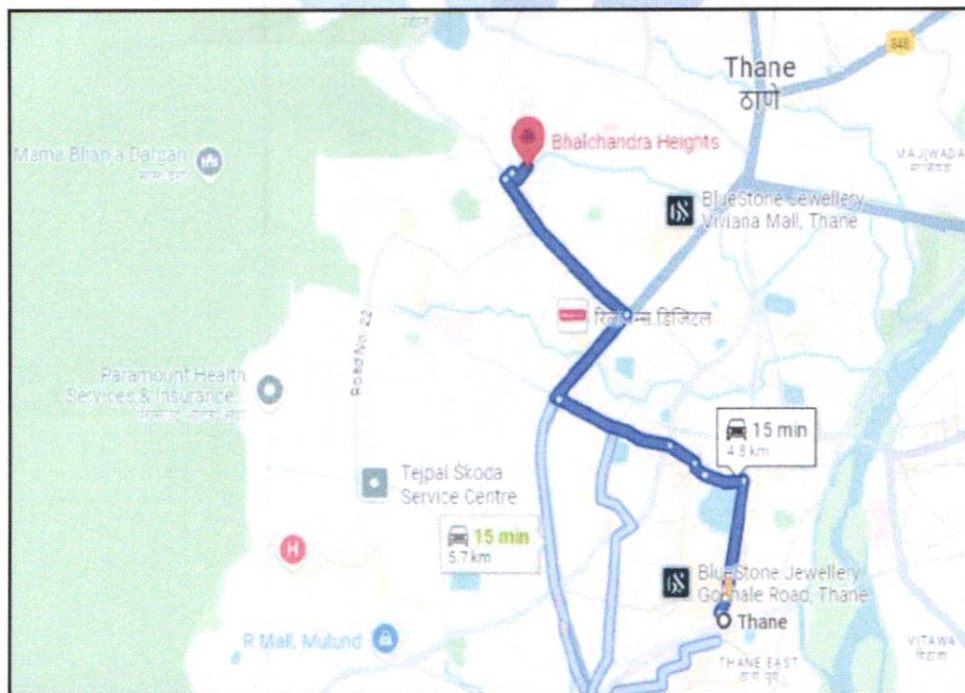 848
Thane
ठाणे
Bhalchandra Heights
Mama Bhanja Dargah
MAJIWADA
BlueStone Jewellery
Viviana Mall, Thane
Road No. 22
डिजिटल
Paramount Health
Services & Insurance
15 min
4.8 km
Tejpal Skoda
Service Centre
15 min
5.7 km
H
BlueStone Jewellery
Gokhale Road, Thane
Thane
R Mall, Mulund
THANE EAST
ठाणे पूर्व
VITAWA
विटावा